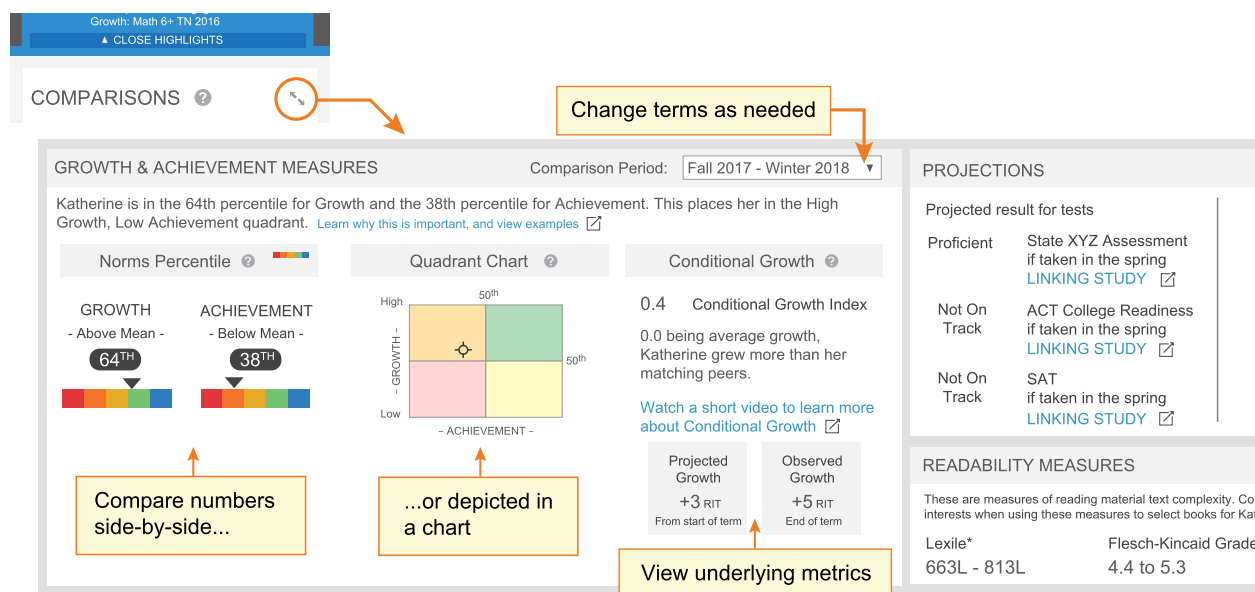 Growth: Math 6+ TN 2016
▲ CLOSE HIGHLIGHTS
COMPARISONS ?
Change terms as needed
GROWTH & ACHIEVEMENT MEASURES
Comparison Period: Fall 2017 - Winter 2018 ▼
Katherine is in the 64th percentile for Growth and the 38th percentile for Achievement. This places her in the High
Growth, Low Achievement quadrant. Learn why this is important, and view examples
Norms Percentile ?
GROWTH
- Above Mean -
64TH
ACHIEVEMENT
- Below Mean -
38TH
Compare numbers
side-by-side...
Quadrant Chart ?
50th
High
- GROWTH -
50th
Low
- ACHIEVEMENT -
...or depicted in
a chart
Conditional Growth ?
0.4 Conditional Growth Index
0.0 being average growth,
Katherine grew more than her
matching peers.
Watch a short video to learn more
about Conditional Growth
Projected
Growth
+3 RIT
From start of term
Observed
Growth
+5 RIT
End of term
View underlying metrics
PROJECTIONS
Projected result for tests
Proficient
State XYZ Assessment
if taken in the spring
LINKING STUDY
Not On
Track
ACT College Readiness
if taken in the spring
LINKING STUDY
Not On
Track
SAT
if taken in the spring
LINKING STUDY
READABILITY MEASURES
These are measures of reading material text complexity. Co
interests when using these measures to select books for Kat
Lexile*
663L - 813L
Flesch-Kincaid Grade
4.4 to 5.3